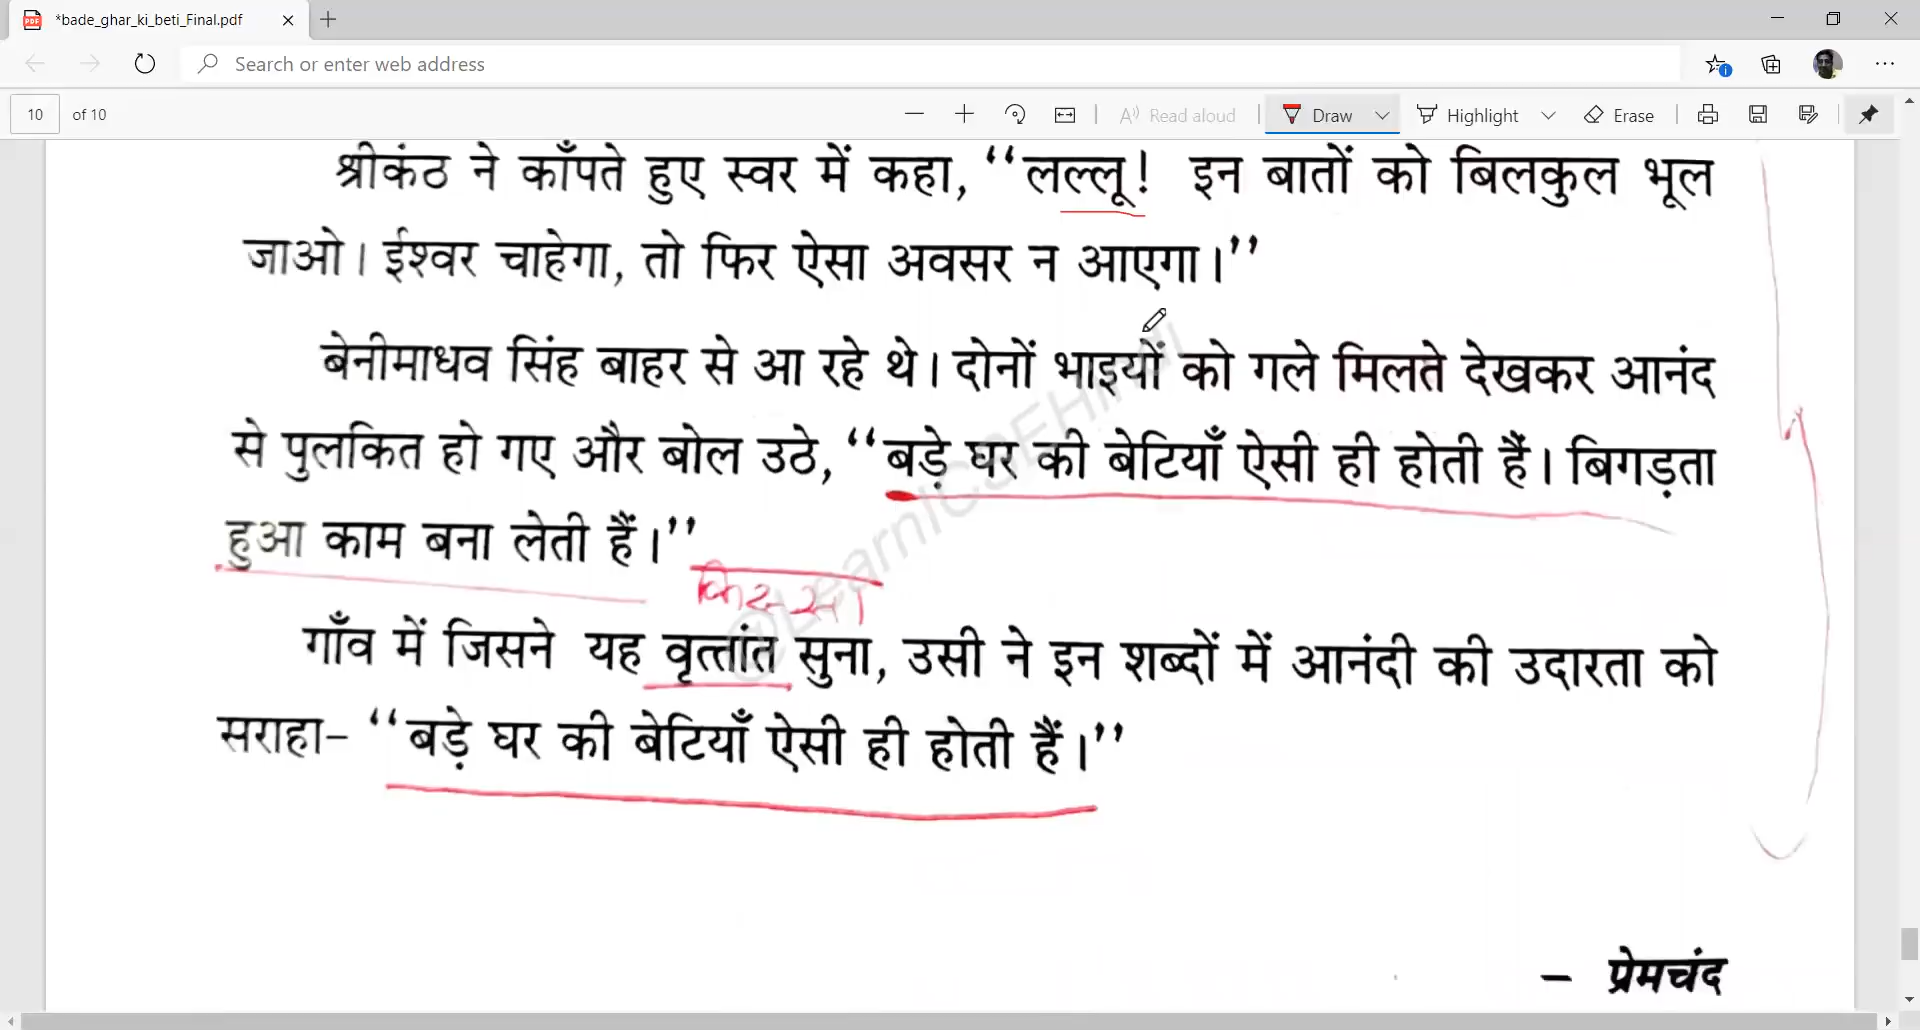 *bade_ghar_ki_beti_Final.pdf
Search or enter web address
10 of 10 Read aloud Draw Highlight Erase
श्रीकंठ ने काँपते हुए स्वर में कहा, “लल्लू! इन बातों को बिलकुल भूल
जाओ। ईश्वर चाहेगा, तो फिर ऐसा अवसर न आएगा।”
बेनीमाधव सिंह बाहर से आ रहे थे। दोनों भाइयों को गले मिलते देखकर आनंद
से पुलकित हो गए और बोल उठे, “बड़े घर की बेटियाँ ऐसी ही होती हैं। बिगड़ता
हुआ काम बना लेती हैं।”
गाँव में जिसने यह वृत्तांत सुना, उसी ने इन शब्दों में आनंदी की उदारता को
सराहा- “बड़े घर की बेटियाँ ऐसी ही होती हैं।”
@LearnICSEHindi
– प्रेमचंद